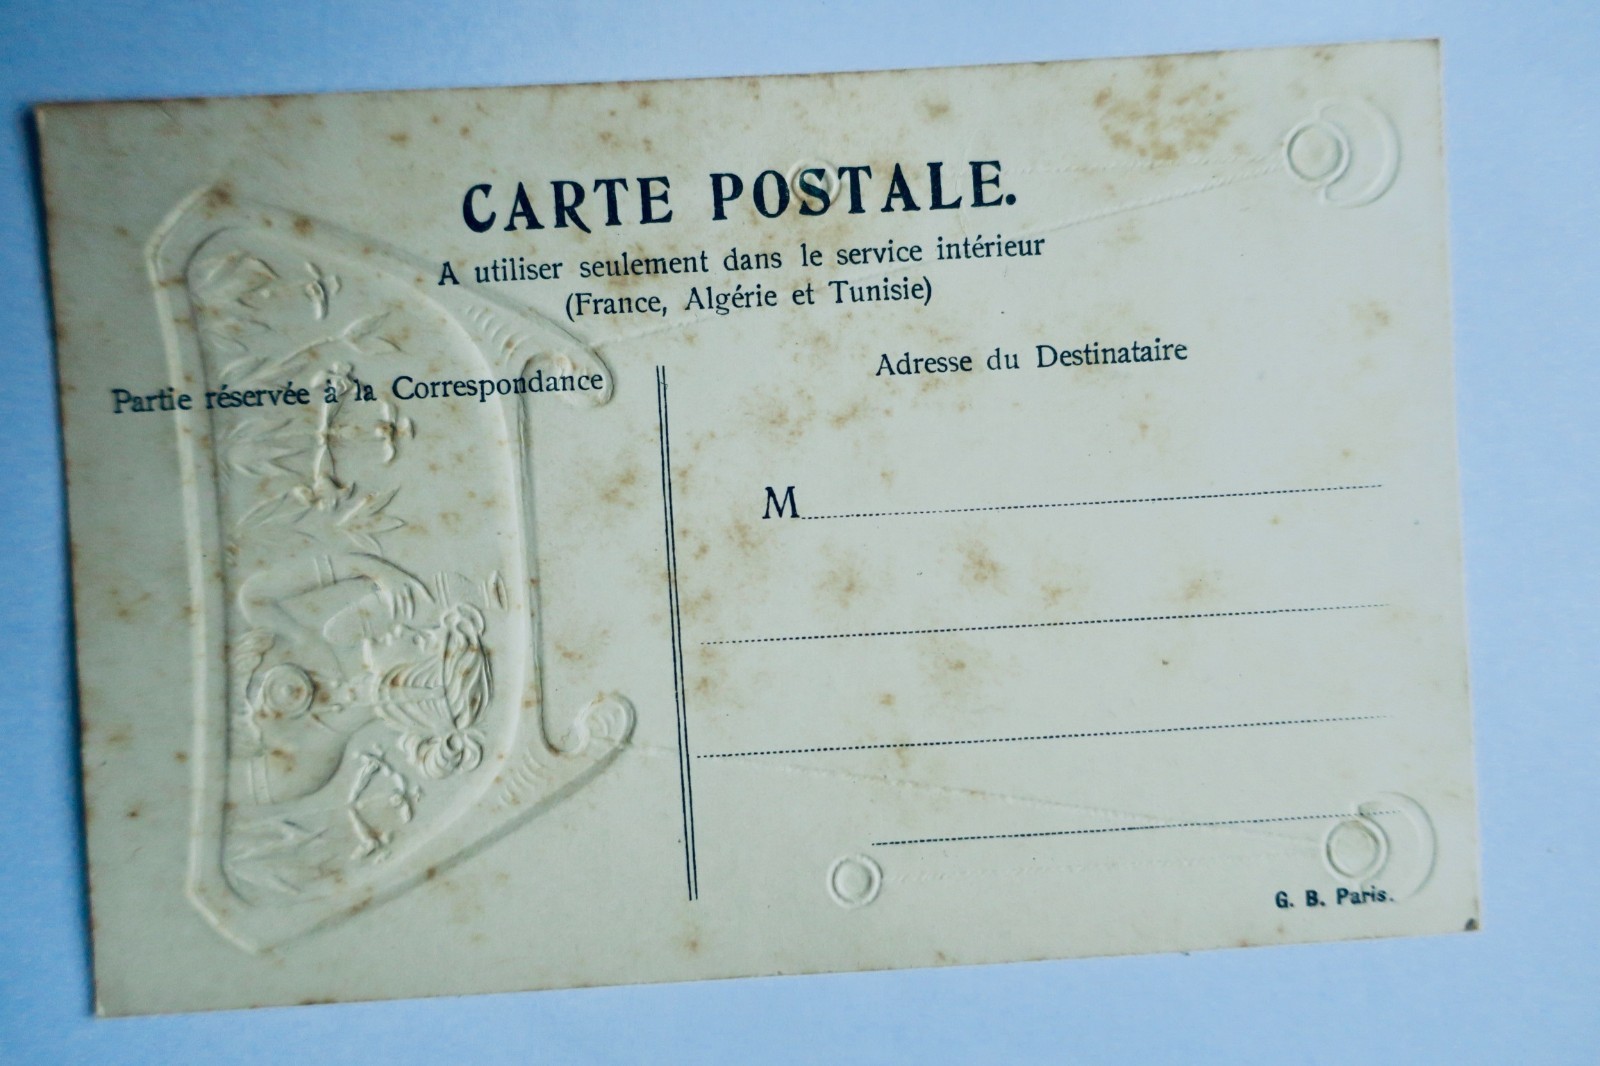 CARTE POSTALE.
A utiliser seulement dans le service intérieur
(France, Algérie et Tunisie)
Partie réservée à la Correspondance
Adresse du Destinataire
M
G. B. Paris.